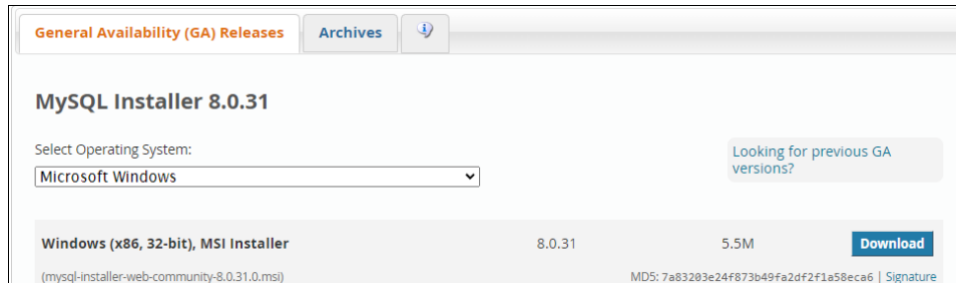 General Availability (GA) Releases
Archives
MySQL Installer 8.0.31
Select Operating System:
Looking for previous GA
versions?
Microsoft Windows
Windows (x86, 32-bit), MSI Installer
8.0.31
5.5M
Download
(mysql-installer-web-community-8.0.31.0.msi)
MD5: 7a83203e24f873b49fa2df2f1a58eca6 | Signature